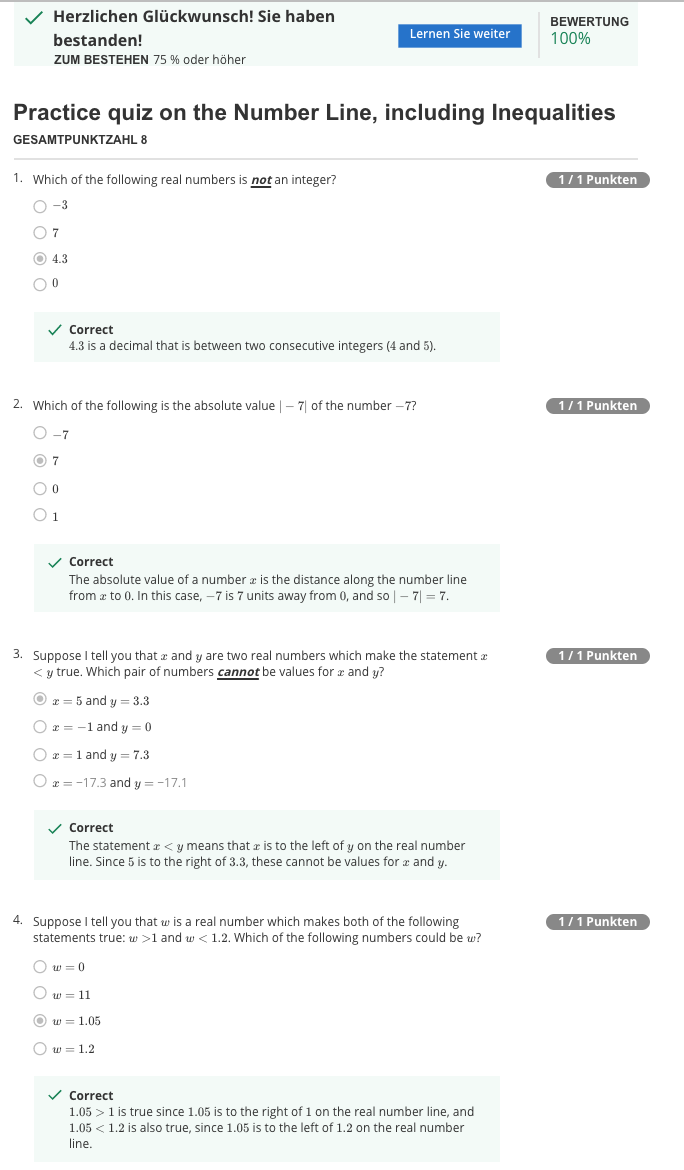 Herzlichen Glückwunsch! Sie haben
bestanden!
ZUM BESTEHEN 75 % oder höher
Lernen Sie weiter
BEWERTUNG
100%
Practice quiz on the Number Line, including Inequalities
GESAMTPUNKTZAHL 8
1. Which of the following real numbers is not an integer?
1 / 1 Punkten
−3
7
4.3
0
Correct
4.3 is a decimal that is between two consecutive integers (4 and 5).
2. Which of the following is the absolute value | − 7| of the number −7?
1 / 1 Punkten
−7
7
0
1
Correct
The absolute value of a number x is the distance along the number line
from x to 0. In this case, −7 is 7 units away from 0, and so | − 7| = 7.
3. Suppose I tell you that x and y are two real numbers which make the statement x
< y true. Which pair of numbers cannot be values for x and y?
1 / 1 Punkten
x = 5 and y = 3.3
x = −1 and y = 0
x = 1 and y = 7.3
x = −17.3 and y = −17.1
Correct
The statement x < y means that x is to the left of y on the real number
line. Since 5 is to the right of 3.3, these cannot be values for x and y.
4. Suppose I tell you that w is a real number which makes both of the following
statements true: w >1 and w < 1.2. Which of the following numbers could be w?
1 / 1 Punkten
w = 0
w = 11
w = 1.05
w = 1.2
Correct
1.05 > 1 is true since 1.05 is to the right of 1 on the real number line, and
1.05 < 1.2 is also true, since 1.05 is to the left of 1.2 on the real number
line.